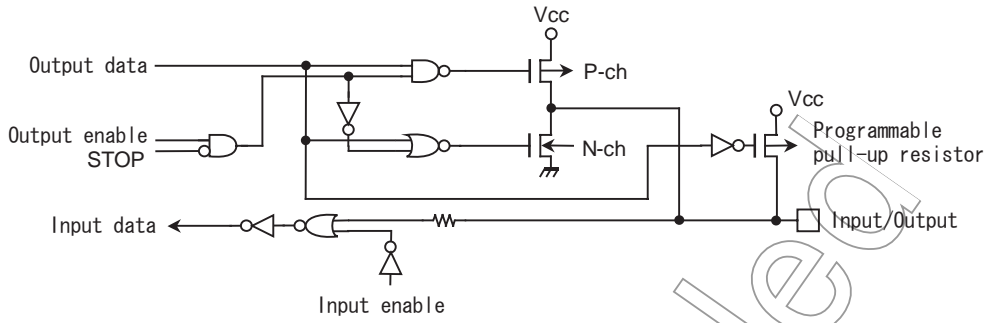 Vcc
Output data
P-ch
Vcc
Output enable
STOP
N-ch
Programmable
pull-up resistor
Input data
Input/Output
Input enable